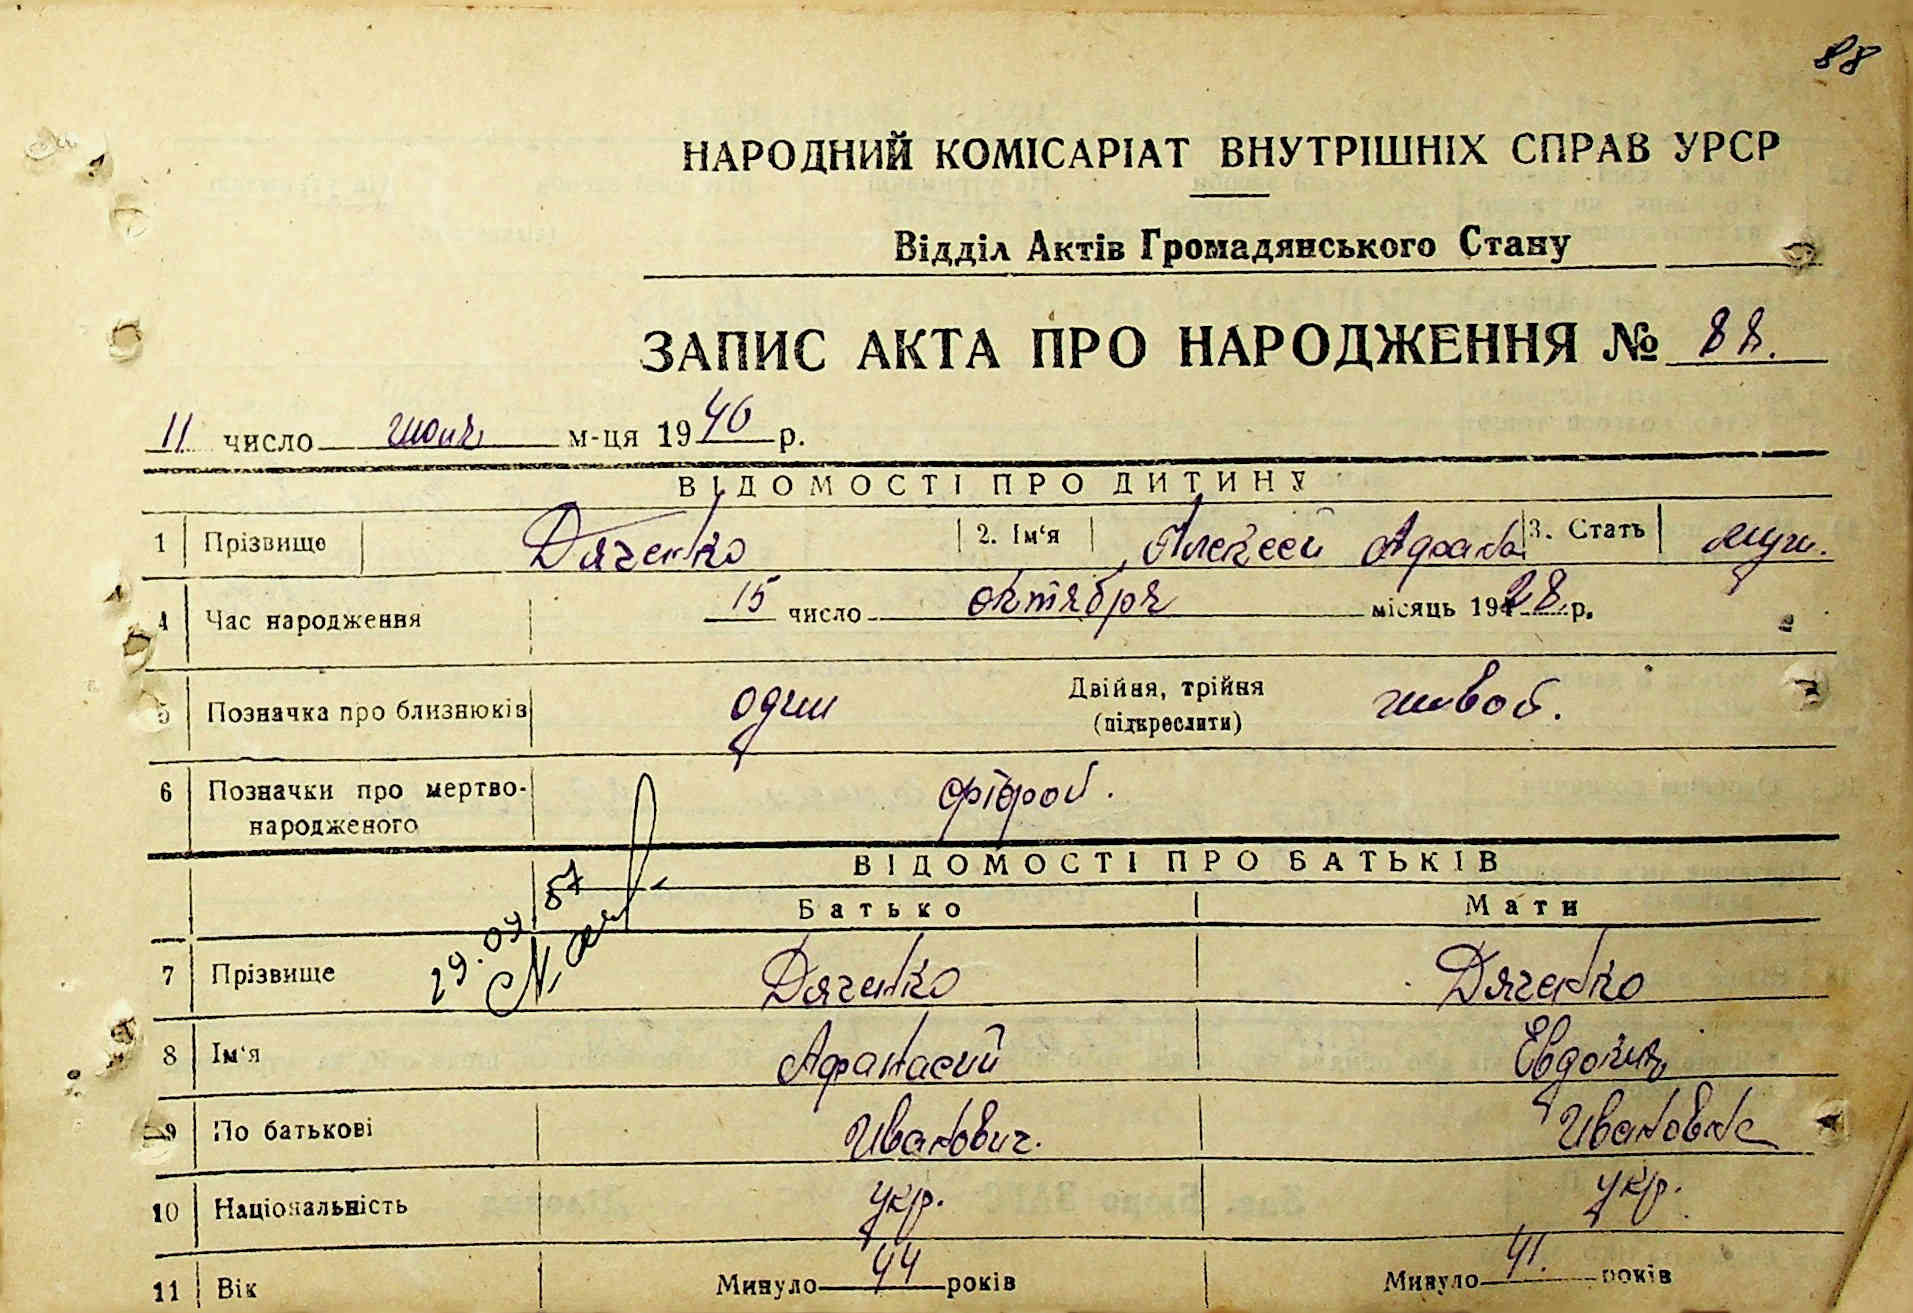 88
НАРОДНИЙ КОМІСАРІАТ ВНУТРІШНІХ СПРАВ УРСР
Відділ Актів Громадянського Стану
ЗАПИС АКТА ПРО НАРОДЖЕННЯ № 88.
11 число июня м-ця 1940 р.
ВІДОМОСТІ ПРО ДИТИНУ
1 Прізвище Дяченко 2. Ім‘я Алексей Афанас. 3. Стать муж.
4 Час народження 15 число октября місяць 1928 р.
5 Позначка про близнюків один Двійня, трійня (підкреслити) живой.
6 Позначки про мертво-
народженого
ВІДОМОСТІ ПРО БАТЬКІВ
Батько Мати
7 Прізвище Дяченко Дяченко
8 Ім‘я Афанасий Евдокия
9 По батькові Иванович. Ивановна
10 Національність укр. укр.
11 Вік Минуло 44 років Минуло 41. років